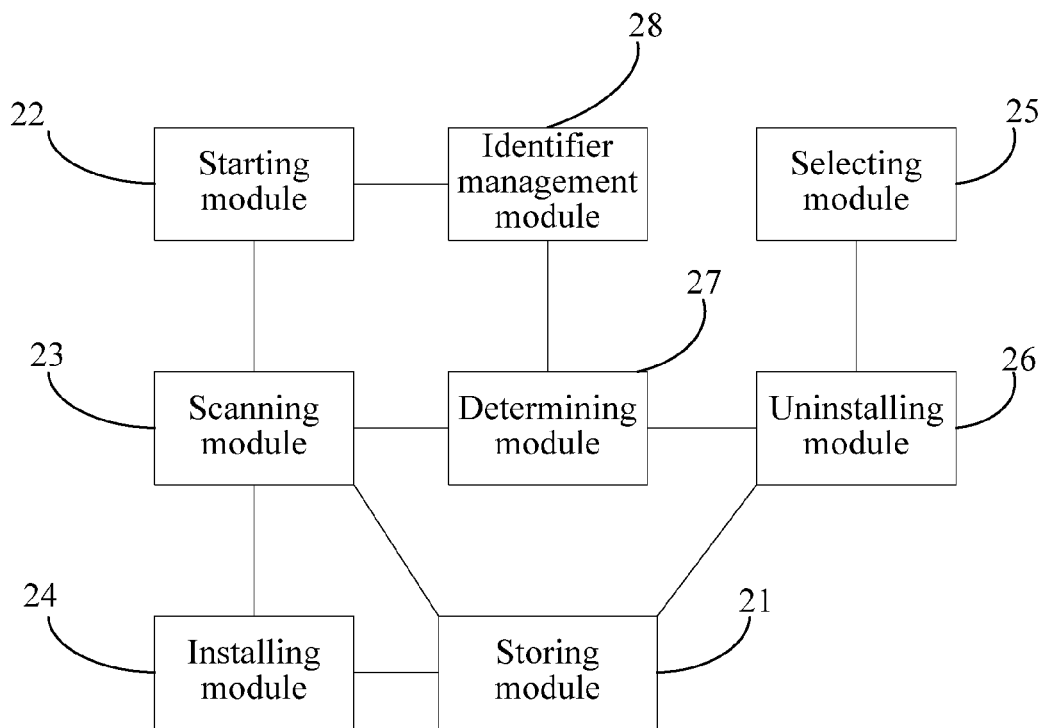 28
22
25
Starting
module
Identifier
management
module
Selecting
module
27
23
26
Scanning
module
Determining
module
Uninstalling
module
24
21
Installing
module
Storing
module